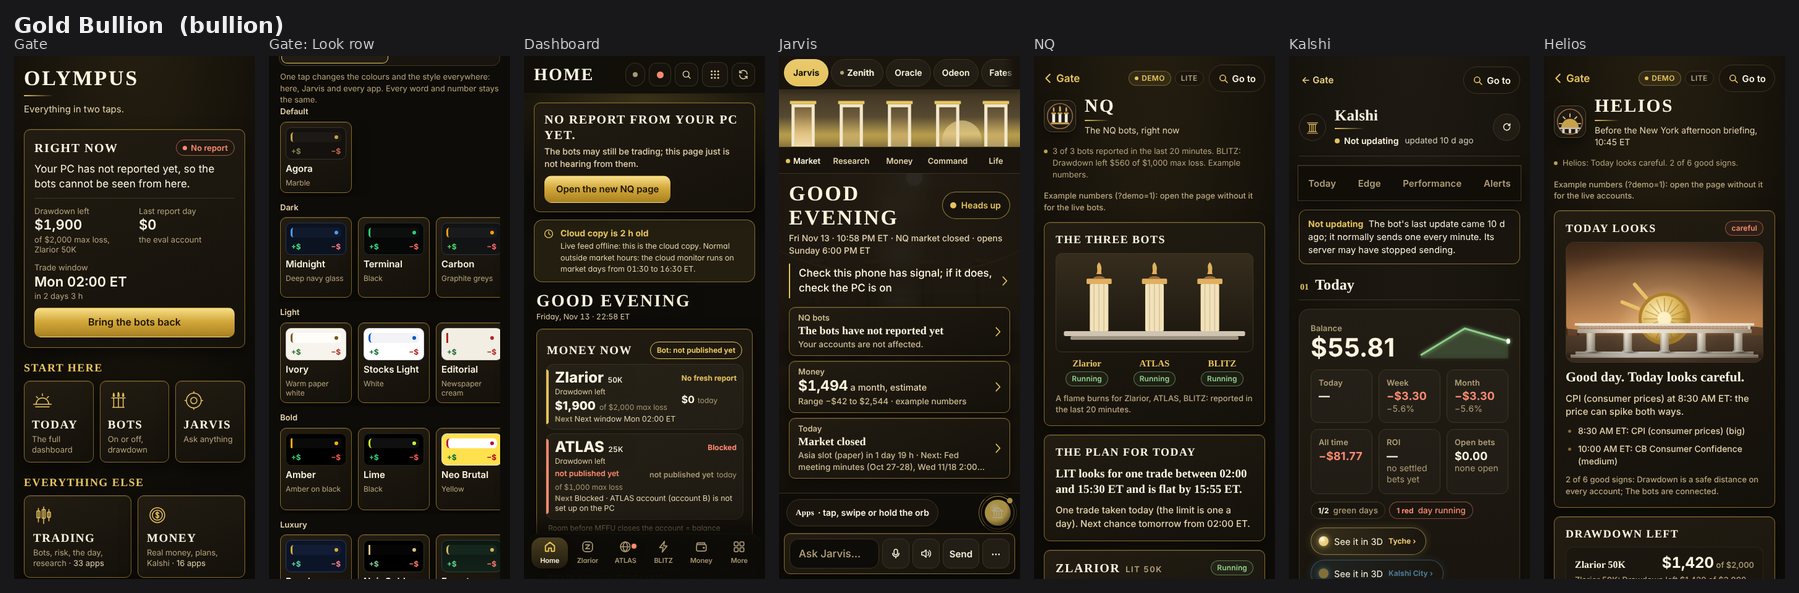 Gold Bullion (bullion)
Gate
OLYMPUS
Everything in two taps.
RIGHT NOW
No report
Your PC has not reported yet, so the
bots cannot be seen from here.
Drawdown left
$1,900
of $2,000 max loss,
Zlarior 50K
Last report day
$0
the eval account
Trade window
Mon 02:00 ET
in 2 days 3 h
Bring the bots back
START HERE
TODAY
The full
dashboard
BOTS
On or off,
drawdown
JARVIS
Ask anything
EVERYTHING ELSE
TRADING
Bots, risk, the day,
research · 33 apps
MONEY
Real money, plans,
Kalshi · 16 apps
Gate: Look row
One tap changes the colours and the style everywhere:
here, Jarvis and every app. Every word and number stays
the same.
Default
+$ −$
Agora
Marble
Dark
+$ −$
Midnight
Deep navy glass
+$ −$
Terminal
Black
+$ −$
Carbon
Graphite greys
Light
+$ −$
Ivory
Warm paper
white
+$ −$
Stocks Light
White
+$ −$
Editorial
Newspaper
cream
Bold
+$ −$
Amber
Amber on black
+$ −$
Lime
Black
+$ −$
Neo Brutal
Yellow
Luxury
+$ −$
+$ −$
+$ −$
Dashboard
HOME
NO REPORT FROM YOUR PC
YET.
The bots may still be trading; this page just is
not hearing from them.
Open the new NQ page
Cloud copy is 2 h old
Live feed offline: this is the cloud copy. Normal
outside market hours: the cloud monitor runs on
market days from 01:30 to 16:30 ET.
GOOD EVENING
Friday, Nov 13 · 22:58 ET
MONEY NOW
Bot: not published yet
Zlarior 50K
No fresh report
Drawdown left
$1,900 of $2,000 max loss
$0 today
Next Next window Mon 02:00 ET
ATLAS 25K
Blocked
Drawdown left
not published yet
not published yet today
of $1,000 max loss
Next Blocked · ATLAS account (account B) is not
set up on the PC
Room before MFFU closes the account = balance
Home
Zlarior
ATLAS
BLITZ
Money
More
Jarvis
Jarvis
Zenith
Oracle
Odeon
Fates
Market
Research
Money
Command
Life
GOOD
EVENING
Heads up
Fri Nov 13 · 10:58 PM ET · NQ market closed · opens
Sunday 6:00 PM ET
Check this phone has signal; if it does,
check the PC is on
NQ bots
The bots have not reported yet
Your accounts are not affected.
Money
$1,494 a month, estimate
Range −$42 to $2,544 · example numbers
Today
Market closed
Asia slot (paper) in 1 day 19 h · Next: Fed
meeting minutes (Oct 27-28), Wed 11/18 2:00...
Apps · tap, swipe or hold the orb
Ask Jarvis...
Send
NQ
Gate
DEMO
LITE
Go to
NQ
The NQ bots, right now
3 of 3 bots reported in the last 20 minutes. BLITZ:
Drawdown left $560 of $1,000 max loss. Example
numbers.
Example numbers (?demo=1): open the page without it
for the live bots.
THE THREE BOTS
Zlarior
ATLAS
BLITZ
Running
Running
Running
A flame burns for Zlarior, ATLAS, BLITZ: reported in
the last 20 minutes.
THE PLAN FOR TODAY
LIT looks for one trade between 02:00
and 15:30 ET and is flat by 15:55 ET.
One trade taken today (the limit is one a
day). Next chance tomorrow from 02:00 ET.
ZLARIOR LIT 50K
Running
Kalshi
Gate
Go to
Kalshi
Not updating updated 10 d ago
Today
Edge
Performance
Alerts
Not updating The bot's last update came 10 d
ago; it normally sends one every minute. Its
server may have stopped sending.
01 Today
Balance
$55.81
Today
—
Week
−$3.30
−5.6%
Month
−$3.30
−5.6%
All time
−$81.77
ROI
—
no settled
bets yet
Open bets
$0.00
none open
1/2 green days
1 red day running
See it in 3D Tyche ›
See it in 3D Kalshi City ›
Helios
Gate
DEMO
LITE
Go to
HELIOS
Before the New York afternoon briefing,
10:45 ET
Helios: Today looks careful. 2 of 6 good signs.
Example numbers (?demo=1): open the page without it
for the live accounts.
TODAY LOOKS
careful
Good day. Today looks careful.
CPI (consumer prices) at 8:30 AM ET: the
price can spike both ways.
8:30 AM ET: CPI (consumer prices) (big)
10:00 AM ET: CB Consumer Confidence
(medium)
2 of 6 good signs: Drawdown is a safe distance on
every account; The bots are connected.
DRAWDOWN LEFT
Zlarior 50K
$1,420 of $2,000